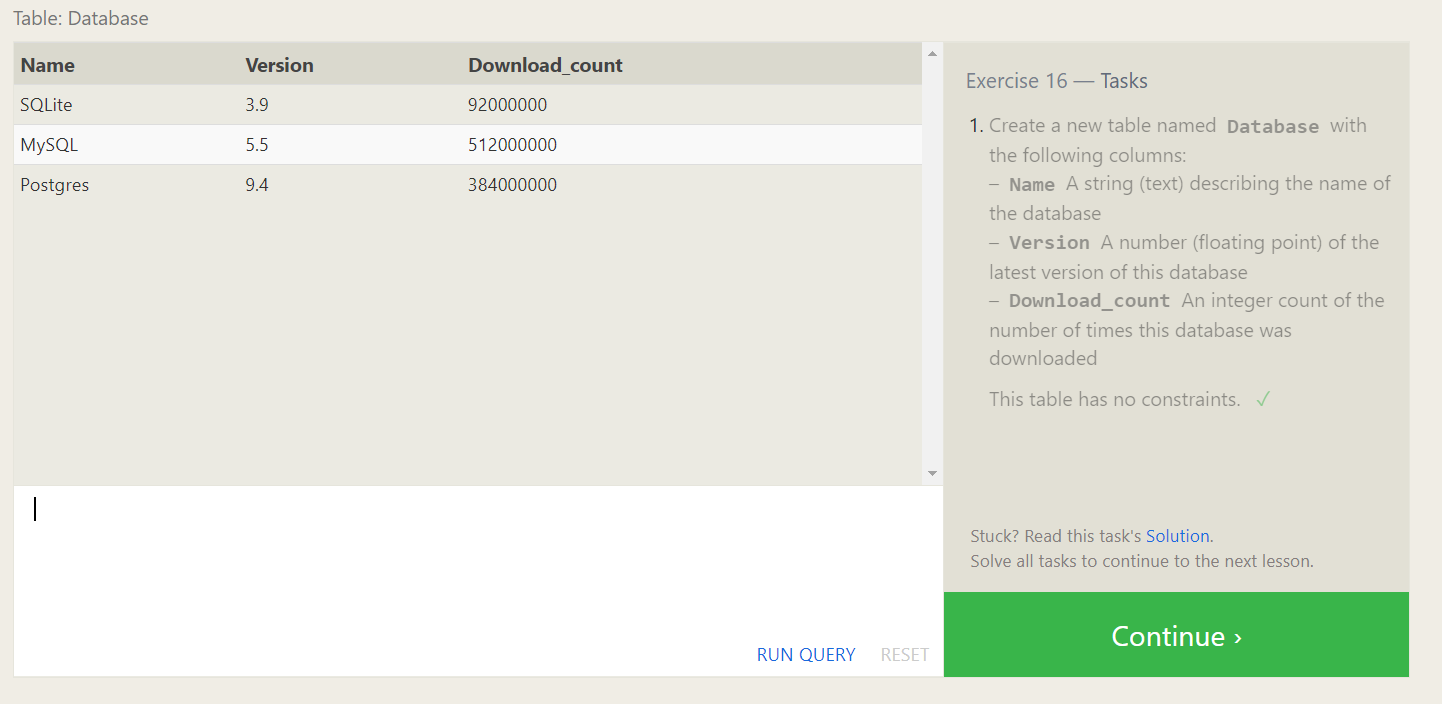 Table: Database
Name Version Download_count
SQLite 3.9 92000000
MySQL 5.5 512000000
Postgres 9.4 384000000
RUN QUERY RESET
Exercise 16 — Tasks
1. Create a new table named Database with
the following columns:
– Name A string (text) describing the name of
the database
– Version A number (floating point) of the
latest version of this database
– Download_count An integer count of the
number of times this database was
downloaded
This table has no constraints. ✓
Stuck? Read this task's Solution.
Solve all tasks to continue to the next lesson.
Continue ›